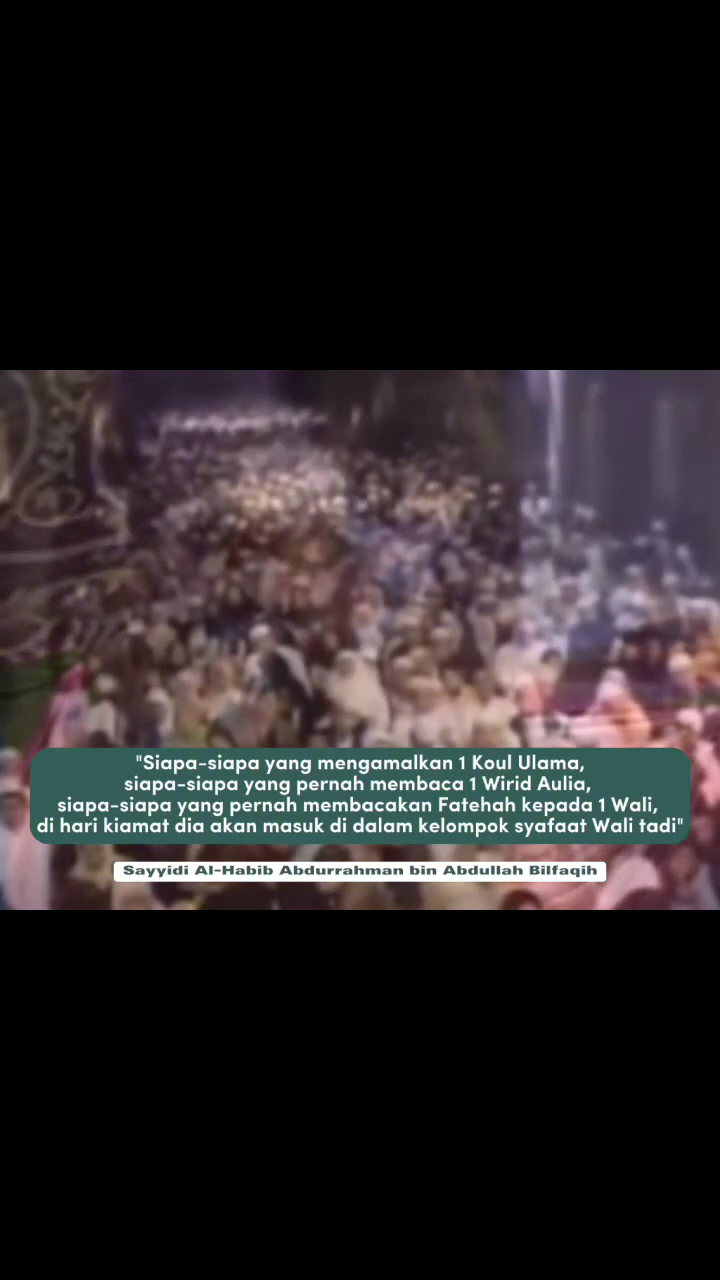 "Siapa-siapa yang mengamalkan 1 Koul Ulama,
siapa-siapa yang pernah membaca 1 Wirid Aulia,
siapa-siapa yang pernah membacakan Fatehah kepada 1 Wali,
di hari kiamat dia akan masuk di dalam kelompok syafaat Wali tadi"
Sayyidi Al-Habib Abdurrahman bin Abdullah Bilfaqih